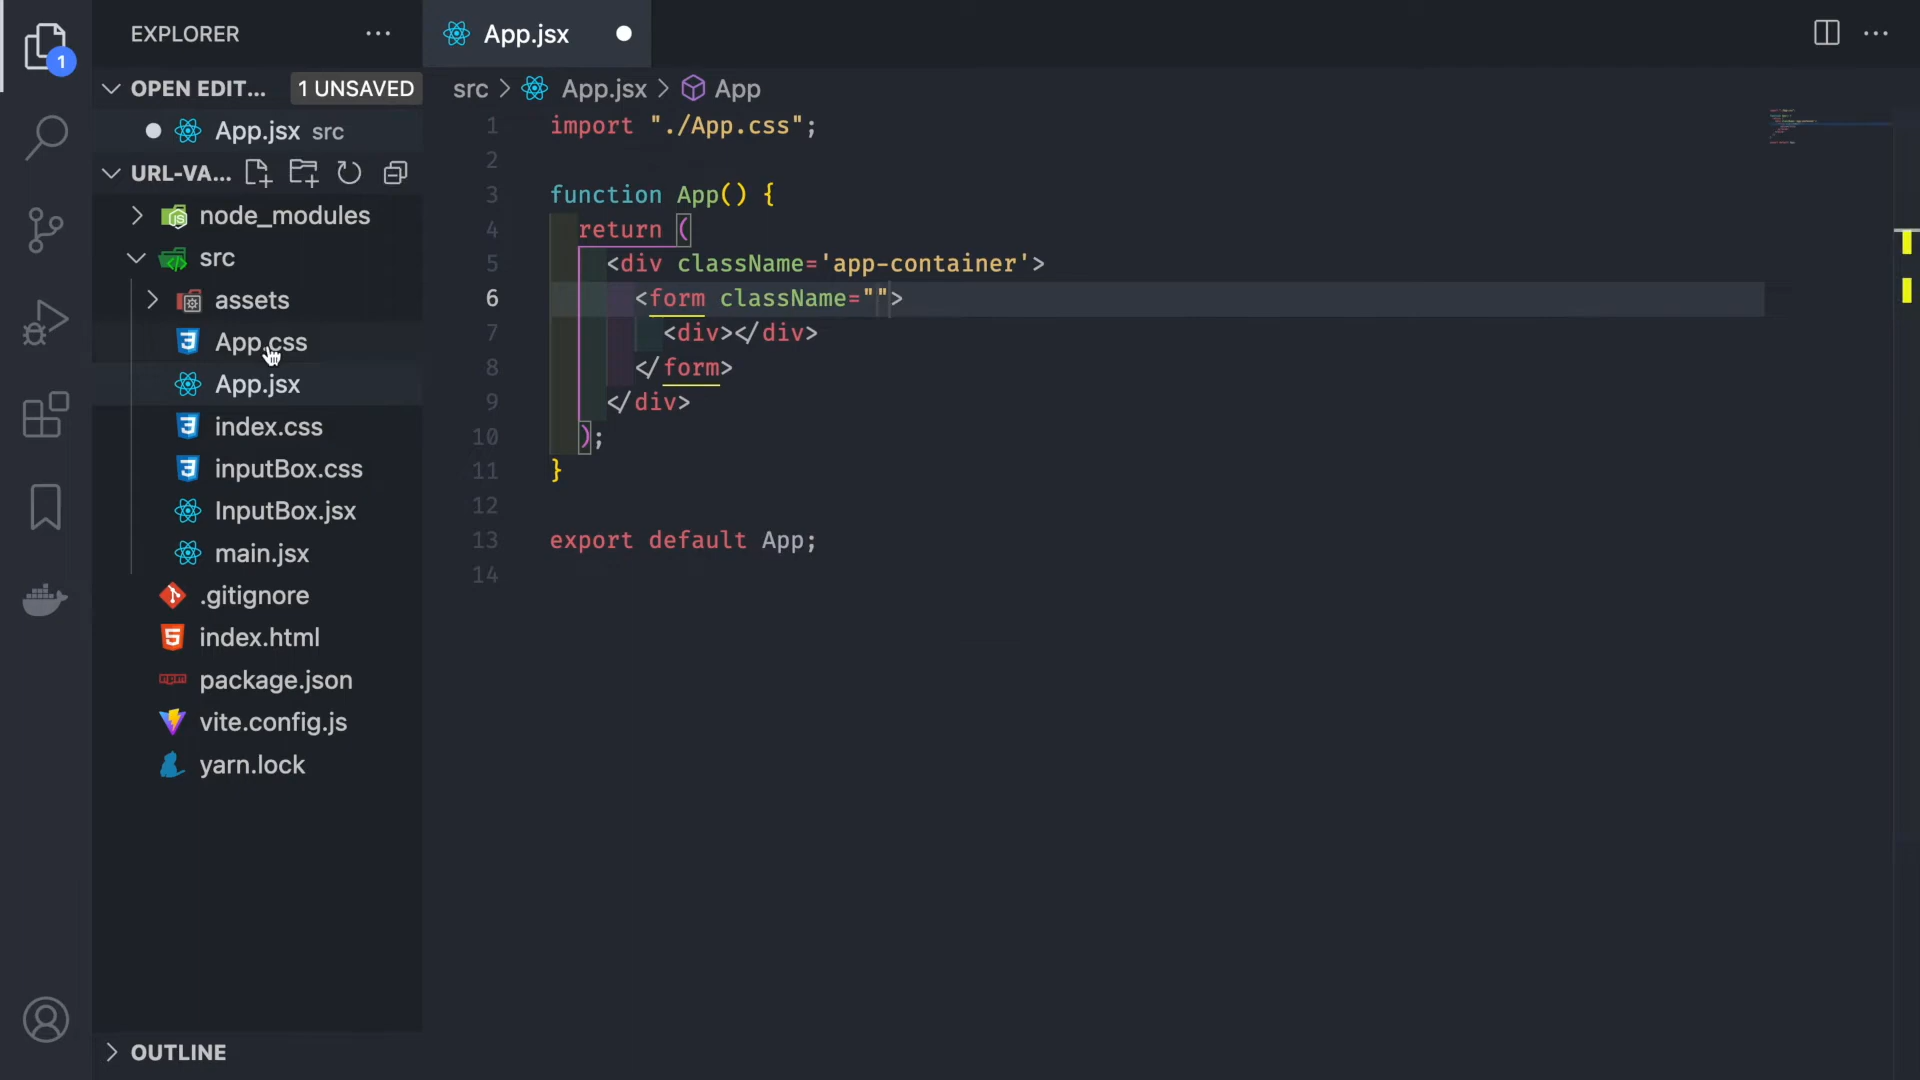 EXPLORER
OPEN EDIT... 1 UNSAVED
App.jsx src
URL-VA...
node_modules
src
assets
App.css
App.jsx
index.css
inputBox.css
InputBox.jsx
main.jsx
.gitignore
index.html
package.json
vite.config.js
yarn.lock
OUTLINE
1
App.jsx
src > App.jsx > App
1 import "./App.css";
2
3 function App() {
4 return (
5 <div className='app-container'>
6 <form className="">
7 <div></div>
8 </form>
9 </div>
10 );
11 }
12
13 export default App;
14